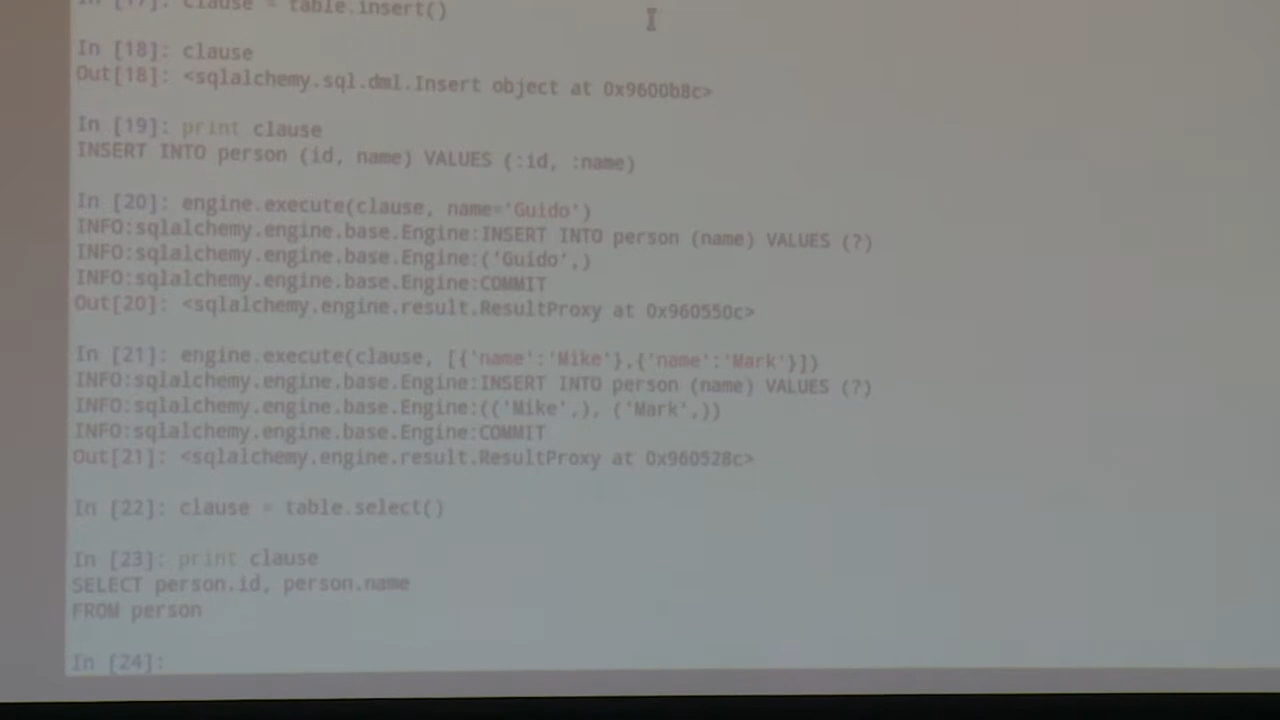 In [17]: clause = table.insert()
In [18]: clause
Out[18]: <sqlalchemy.sql.dml.Insert object at 0x9600b8c>
In [19]: print clause
INSERT INTO person (id, name) VALUES (:id, :name)
In [20]: engine.execute(clause, name='Guido')
INFO:sqlalchemy.engine.base.Engine:INSERT INTO person (name) VALUES (?)
INFO:sqlalchemy.engine.base.Engine:('Guido',)
INFO:sqlalchemy.engine.base.Engine:COMMIT
Out[20]: <sqlalchemy.engine.result.ResultProxy at 0x960550c>
In [21]: engine.execute(clause, [{'name':'Mike'},{'name':'Mark'}])
INFO:sqlalchemy.engine.base.Engine:INSERT INTO person (name) VALUES (?)
INFO:sqlalchemy.engine.base.Engine:(('Mike',), ('Mark',))
INFO:sqlalchemy.engine.base.Engine:COMMIT
Out[21]: <sqlalchemy.engine.result.ResultProxy at 0x960528c>
In [22]: clause = table.select()
In [23]: print clause
SELECT person.id, person.name
FROM person
In [24]: